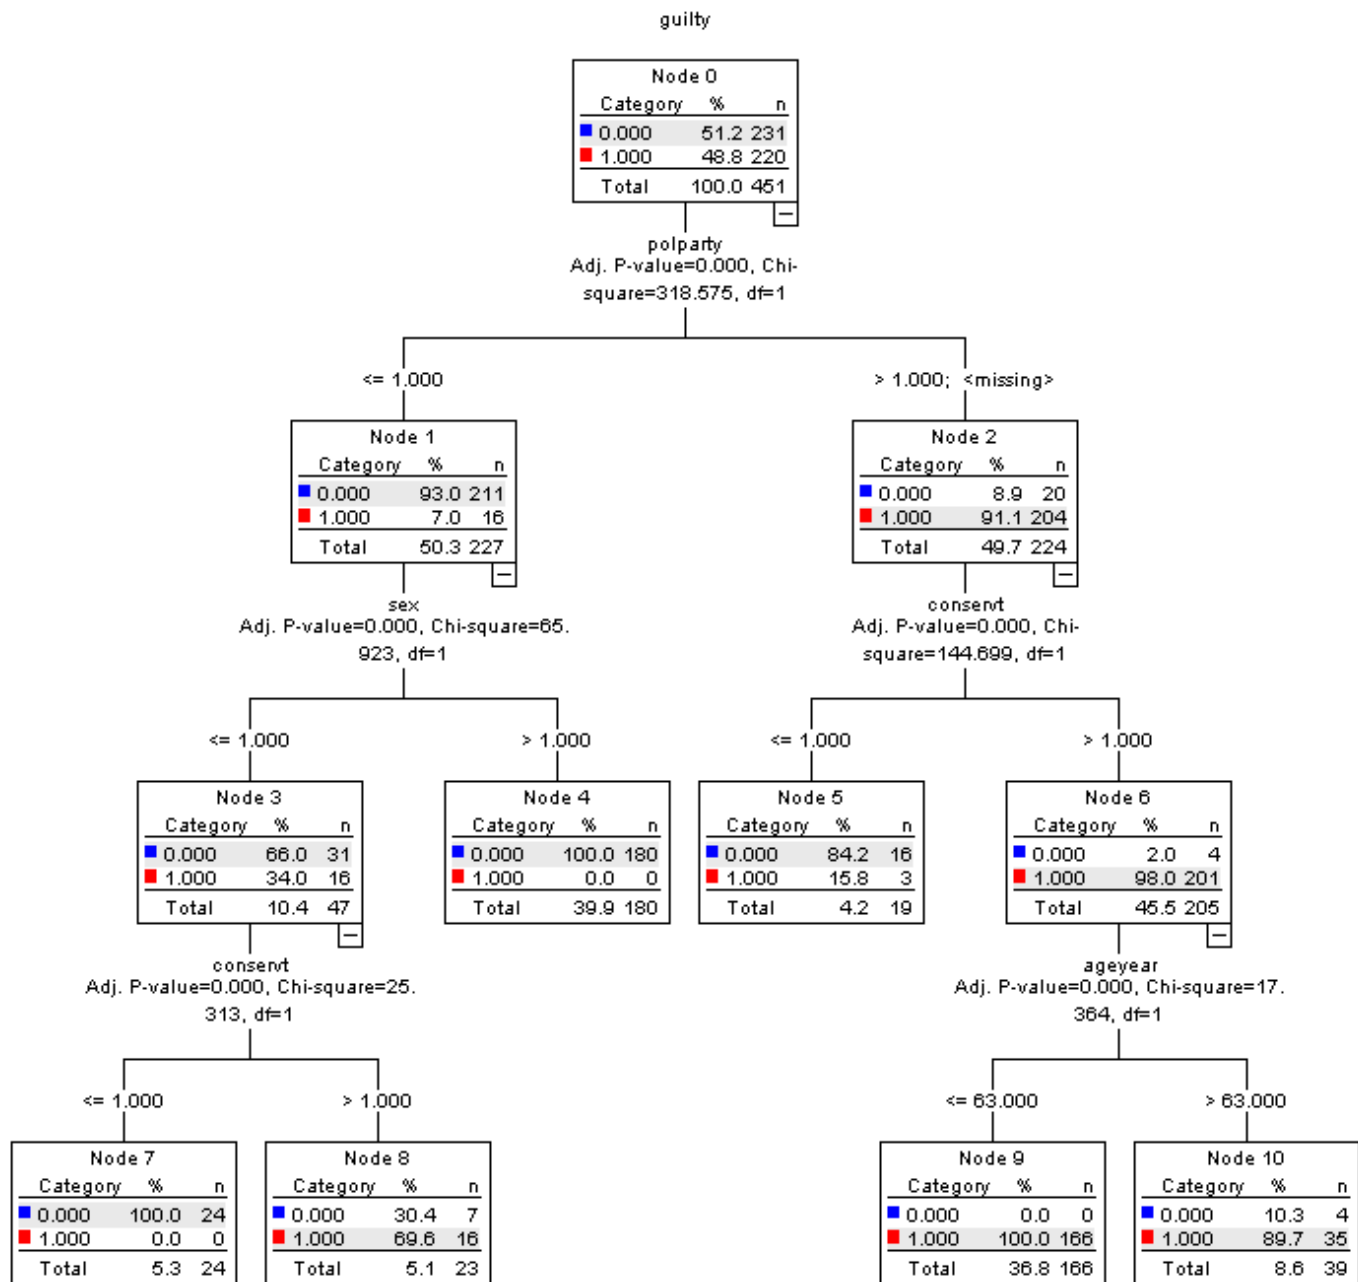 guilty
Node 0
Category % n
0.000 51.2 231
1.000 48.8 220
Total 100.0 451
polparty
Adj. P-value=0.000, Chi-
square=318.575, df=1
<= 1.000
> 1.000; <missing>
Node 1
Category % n
0.000 93.0 211
1.000 7.0 16
Total 50.3 227
Node 2
Category % n
0.000 8.9 20
1.000 91.1 204
Total 49.7 224
sex
Adj. P-value=0.000, Chi-square=65.
923, df=1
conservt
Adj. P-value=0.000, Chi-
square=144.699, df=1
<= 1.000
> 1.000
<= 1.000
> 1.000
Node 3
Category % n
0.000 66.0 31
1.000 34.0 16
Total 10.4 47
Node 4
Category % n
0.000 100.0 180
1.000 0.0 0
Total 39.9 180
Node 5
Category % n
0.000 84.2 16
1.000 15.8 3
Total 4.2 19
Node 6
Category % n
0.000 2.0 4
1.000 98.0 201
Total 45.5 205
conservt
Adj. P-value=0.000, Chi-square=25.
313, df=1
ageyear
Adj. P-value=0.000, Chi-square=17.
364, df=1
<= 1.000
> 1.000
<= 63.000
> 63.000
Node 7
Category % n
0.000 100.0 24
1.000 0.0 0
Total 5.3 24
Node 8
Category % n
0.000 30.4 7
1.000 69.6 16
Total 5.1 23
Node 9
Category % n
0.000 0.0 0
1.000 100.0 166
Total 36.8 166
Node 10
Category % n
0.000 10.3 4
1.000 89.7 35
Total 8.6 39